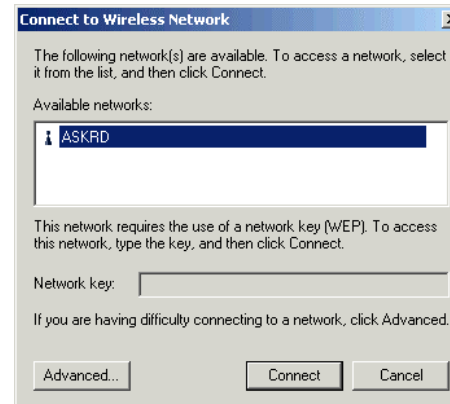 Connect to Wireless Network
The following network(s) are available. To access a network, select
it from the list, and then click Connect.
Available networks:
ASKRD
This network requires the use of a network key (WEP). To access
this network, type the key, and then click Connect.
Network key:
If you are having difficulty connecting to a network, click Advanced.
Advanced...
Connect
Cancel